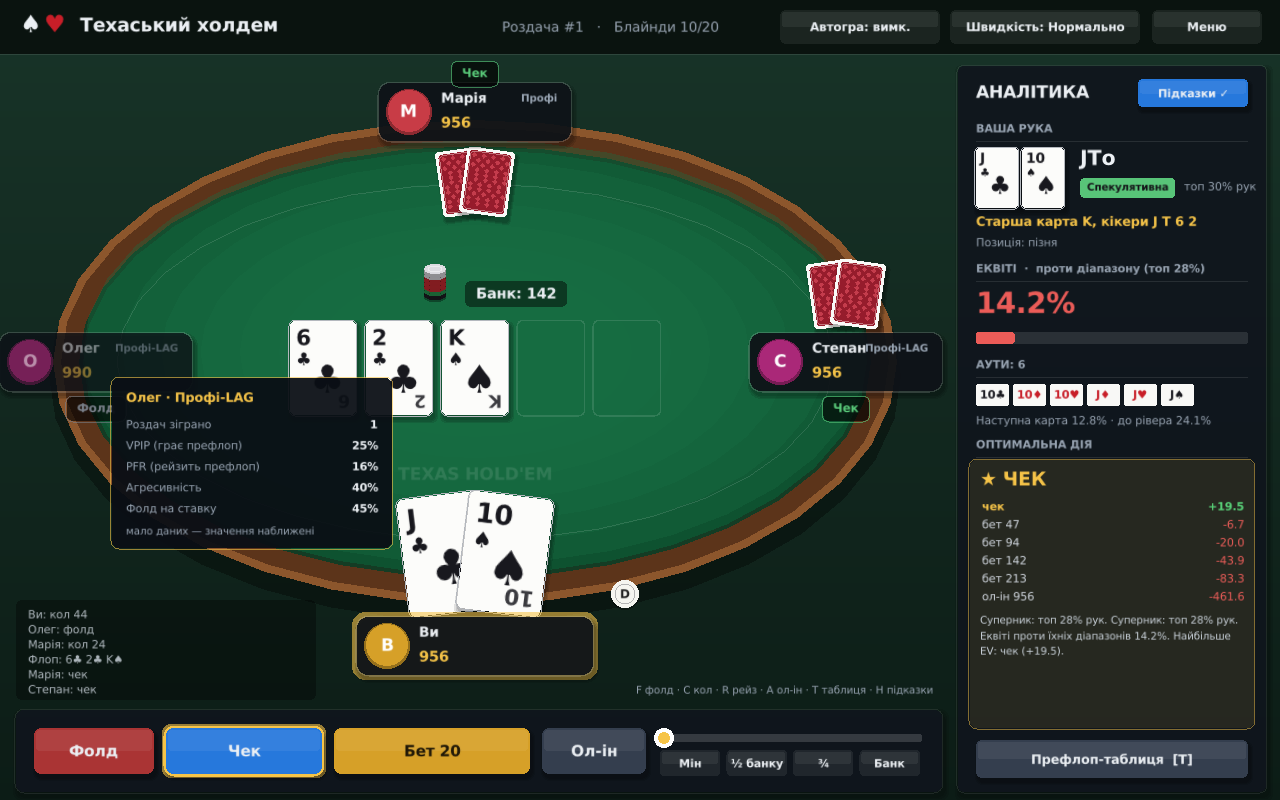 Техаський холдем
Роздача #1 · Блайнди 10/20
Автогра: вимк.
Швидкість: Нормально
Меню
Чек
М
Марія
Профі
956
Банк: 142
О
Олег
Профі-LAG
990
Фолд
6
2
K
С
Степан
Профі-LAG
956
Чек
Олег · Профі-LAG
Роздач зіграно 1
VPIP (грає префлоп) 25%
PFR (рейзить префлоп) 16%
Агресивність 40%
Фолд на ставку 45%
мало даних — значення наближені
TEXAS HOLD'EM
J
10
D
В
Ви
956
Ви: кол 44
Олег: фолд
Марія: кол 24
Флоп: 6♣ 2♣ K♠
Марія: чек
Степан: чек
F фолд · C кол · R рейз · A ол-ін · T таблиця · H підказки
Фолд
Чек
Бет 20
Ол-ін
Мін
½ банку
¾
Банк
АНАЛІТИКА
Підказки ✓
ВАША РУКА
J
10
JTo
Спекулятивна
топ 30% рук
Старша карта K, кікери J T 6 2
Позиція: пізня
ЕКВІТІ · проти діапазону (топ 28%)
14.2%
АУТИ: 6
10♣ 10♦ 10♥ J♦ J♥ J♠
Наступна карта 12.8% · до рівера 24.1%
ОПТИМАЛЬНА ДІЯ
★ ЧЕК
чек +19.5
бет 47 -6.7
бет 94 -20.0
бет 142 -43.9
бет 213 -83.3
ол-ін 956 -461.6
Суперник: топ 28% рук. Суперник: топ 28% рук.
Еквіті проти їхніх діапазонів 14.2%. Найбільше
EV: чек (+19.5).
Префлоп-таблиця [T]